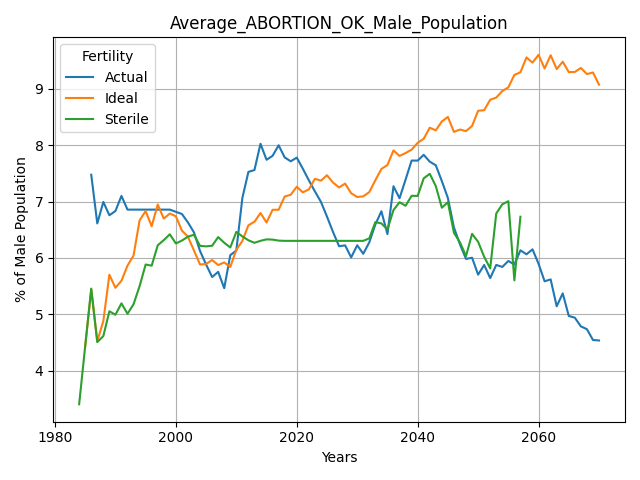 Average_ABORTION_OK_Male_Population
Fertility
Actual
Ideal
Sterile
% of Male Population
9
8
7
6
5
4
1980
2000
2020
2040
2060
Years